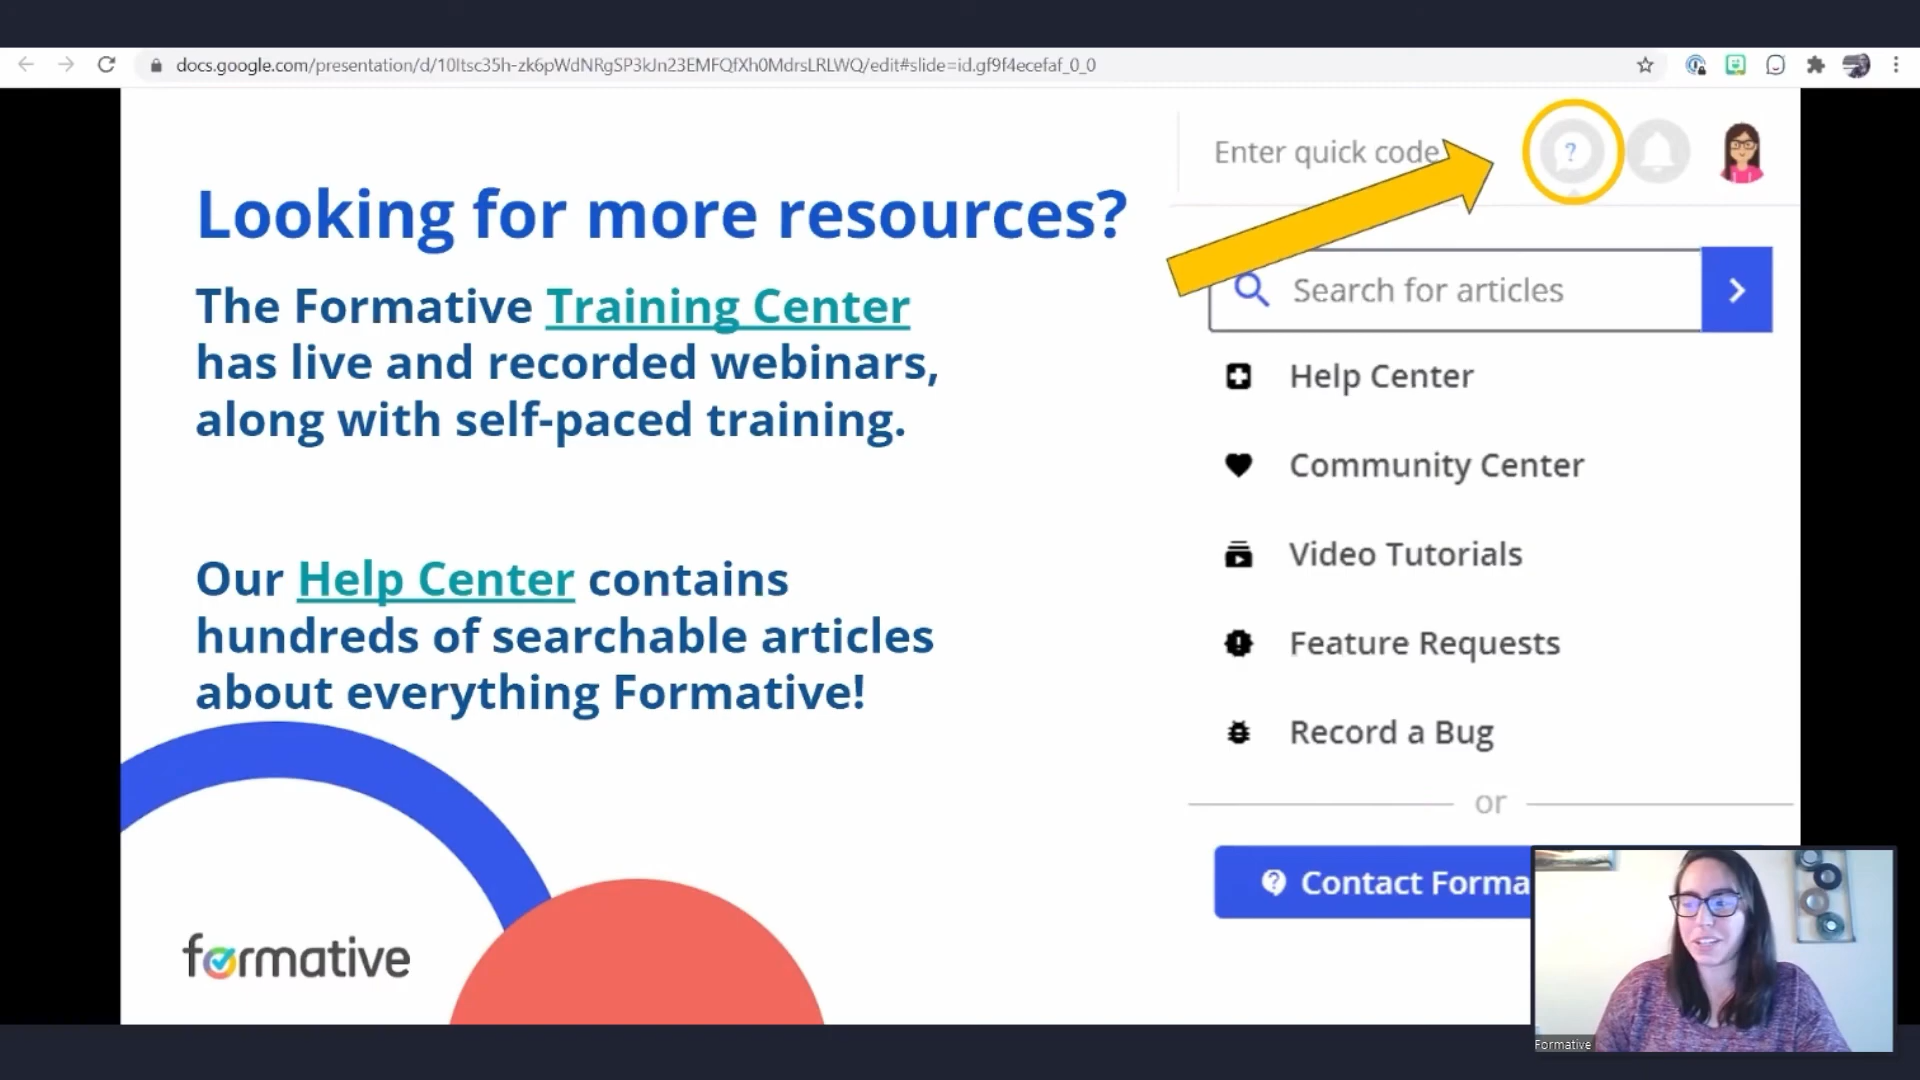 docs.google.com/presentation/d/10Itsc35h-zk6pWdNRgSP3kJn23EMFQfXh0MdrsLRLWQ/edit#slide=id.gf9f4ecefaf_0_0
Looking for more resources?
The Formative Training Center
has live and recorded webinars,
along with self-paced training.
Our Help Center contains
hundreds of searchable articles
about everything Formative!
formative
Enter quick code
?
Search for articles
Help Center
Community Center
Video Tutorials
Feature Requests
Record a Bug
or
Contact Forma
Formative